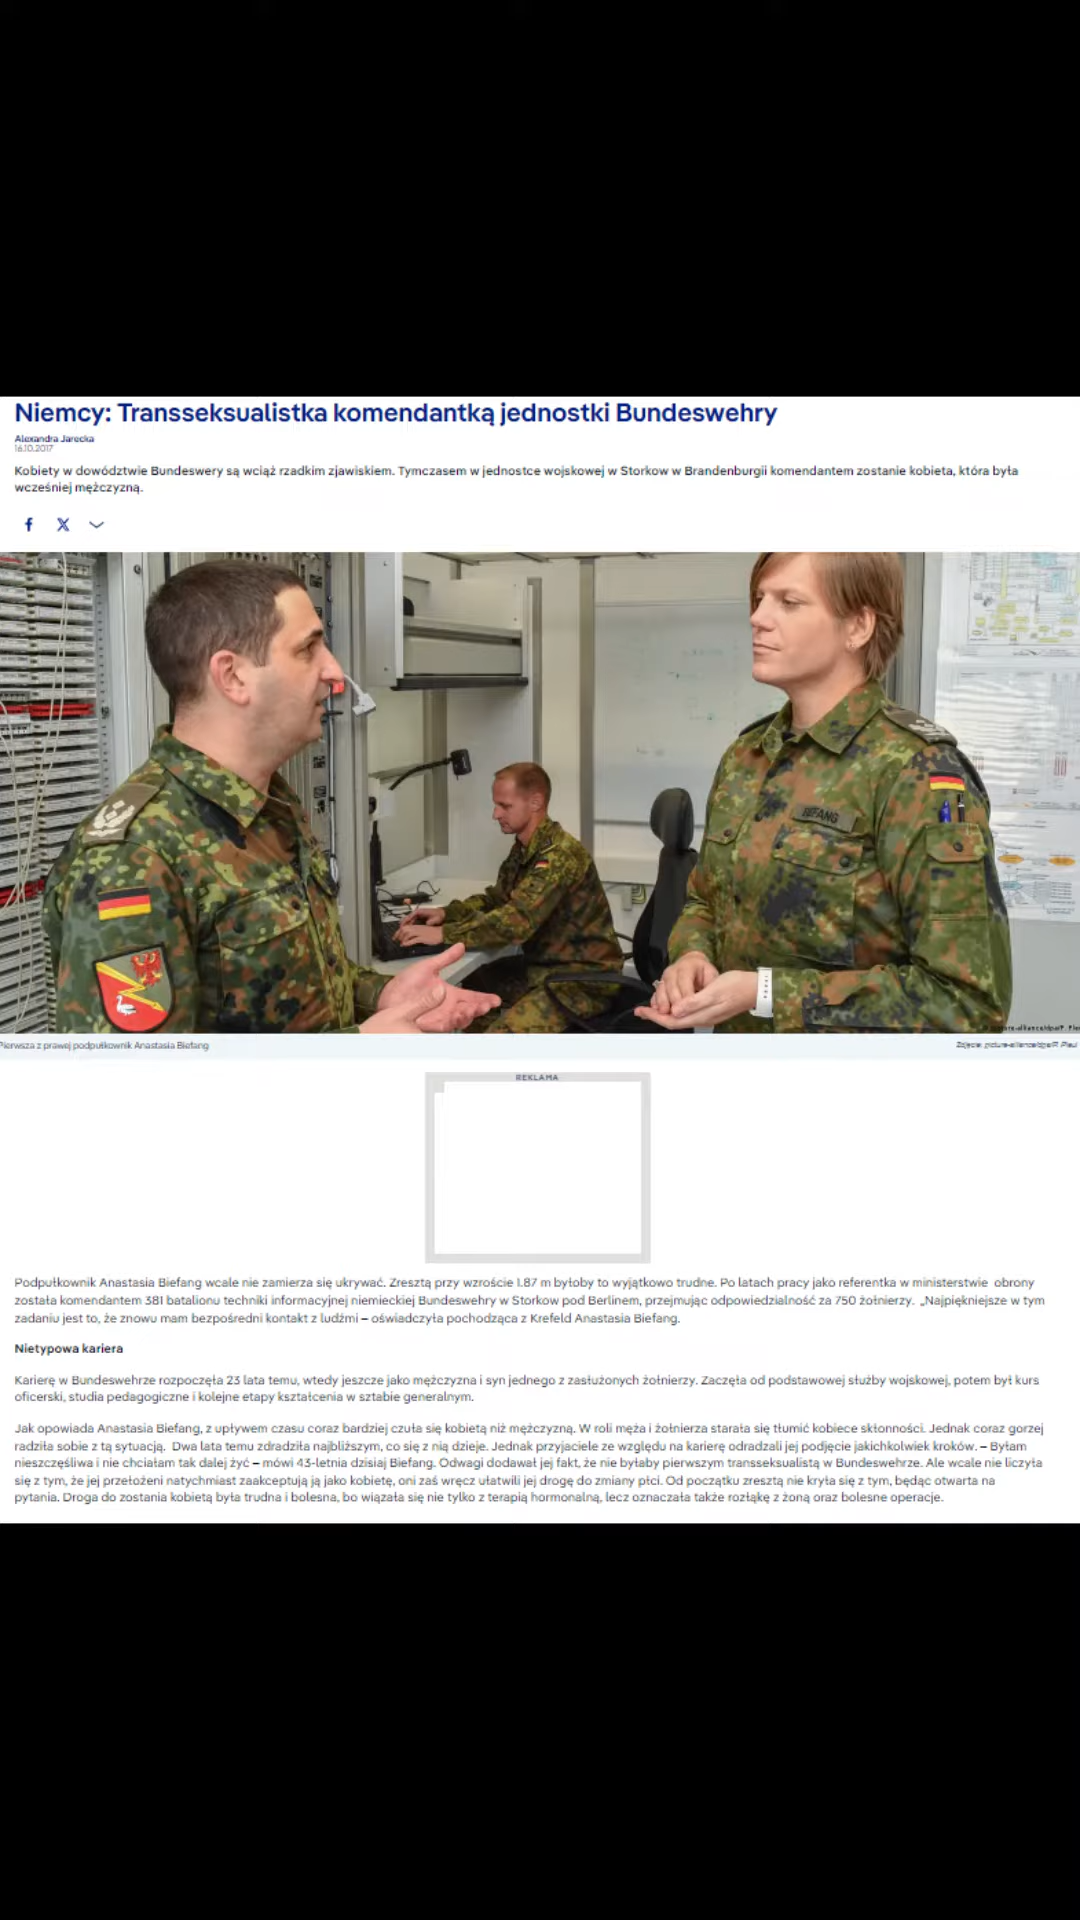 Niemcy: Transseksualistka komendantką jednostki Bundeswehry
Alexandra Jarecka
16.10.2017
Kobiety w dowództwie Bundeswery są wciąż rzadkim zjawiskiem. Tymczasem w jednostce wojskowej w Storkow w Brandenburgii komendantem zostanie kobieta, która była
wcześniej mężczyzną.
BIEFANG
Pierwsza z prawej podpułkownik Anastasia Biefang
Zdjęcie: picture-alliance/dpa/P. Pleul
REKLAMA
Podpułkownik Anastasia Biefang wcale nie zamierza się ukrywać. Zresztą przy wzroście 1.87 m byłoby to wyjątkowo trudne. Po latach pracy jako referentka w ministerstwie obrony
została komendantem 381 batalionu techniki informacyjnej niemieckiej Bundeswehry w Storkow pod Berlinem, przejmując odpowiedzialność za 750 żołnierzy. „Najpiękniejsze w tym
zadaniu jest to, że znowu mam bezpośredni kontakt z ludźmi – oświadczyła pochodząca z Krefeld Anastasia Biefang.
Nietypowa kariera
Karierę w Bundeswehrze rozpoczęła 23 lata temu, wtedy jeszcze jako mężczyzna i syn jednego z zasłużonych żołnierzy. Zaczęła od podstawowej służby wojskowej, potem był kurs
oficerski, studia pedagogiczne i kolejne etapy kształcenia w sztabie generalnym.
Jak opowiada Anastasia Biefang, z upływem czasu coraz bardziej czuła się kobietą niż mężczyzną. W roli męża i żołnierza starała się tłumić kobiece skłonności. Jednak coraz gorzej
radziła sobie z tą sytuacją. Dwa lata temu zdradziła najbliższym, co się z nią dzieje. Jednak przyjaciele ze względu na karierę odradzali jej podjęcie jakichkolwiek kroków. – Byłam
nieszczęśliwa i nie chciałam tak dalej żyć – mówi 43-letnia dzisiaj Biefang. Odwagi dodawał jej fakt, że nie byłaby pierwszym transseksualistą w Bundeswehrze. Ale wcale nie liczyła
się z tym, że jej przełożeni natychmiast zaakceptują ją jako kobietę, oni zaś wręcz ułatwili jej drogę do zmiany płci. Od początku zresztą nie kryła się z tym, będąc otwarta na
pytania. Droga do zostania kobietą była trudna i bolesna, bo wiązała się nie tylko z terapią hormonalną, lecz oznaczała także rozłąkę z żoną oraz bolesne operacje.